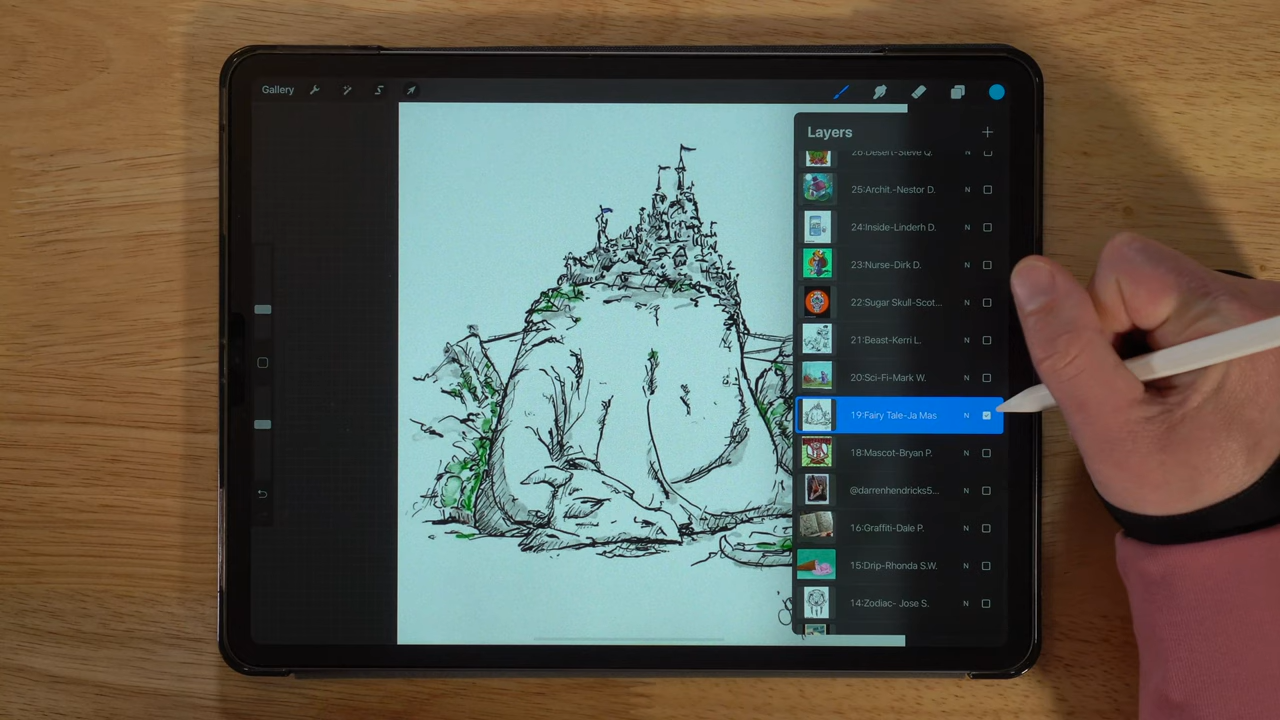 Gallery
Layers
26:Desert-Steve Q. N
25:Archit.-Nestor D. N
24:Inside-Linderh D. N
23:Nurse-Dirk D. N
22:Sugar Skull-Scot... N
21:Beast-Kerri L. N
20:Sci-Fi-Mark W. N
19:Fairy Tale-Ja Mas N
18:Mascot-Bryan P. N
@darrenhendricks5... N
16:Graffiti-Dale P. N
15:Drip-Rhonda S.W. N
14:Zodiac- Jose S. N